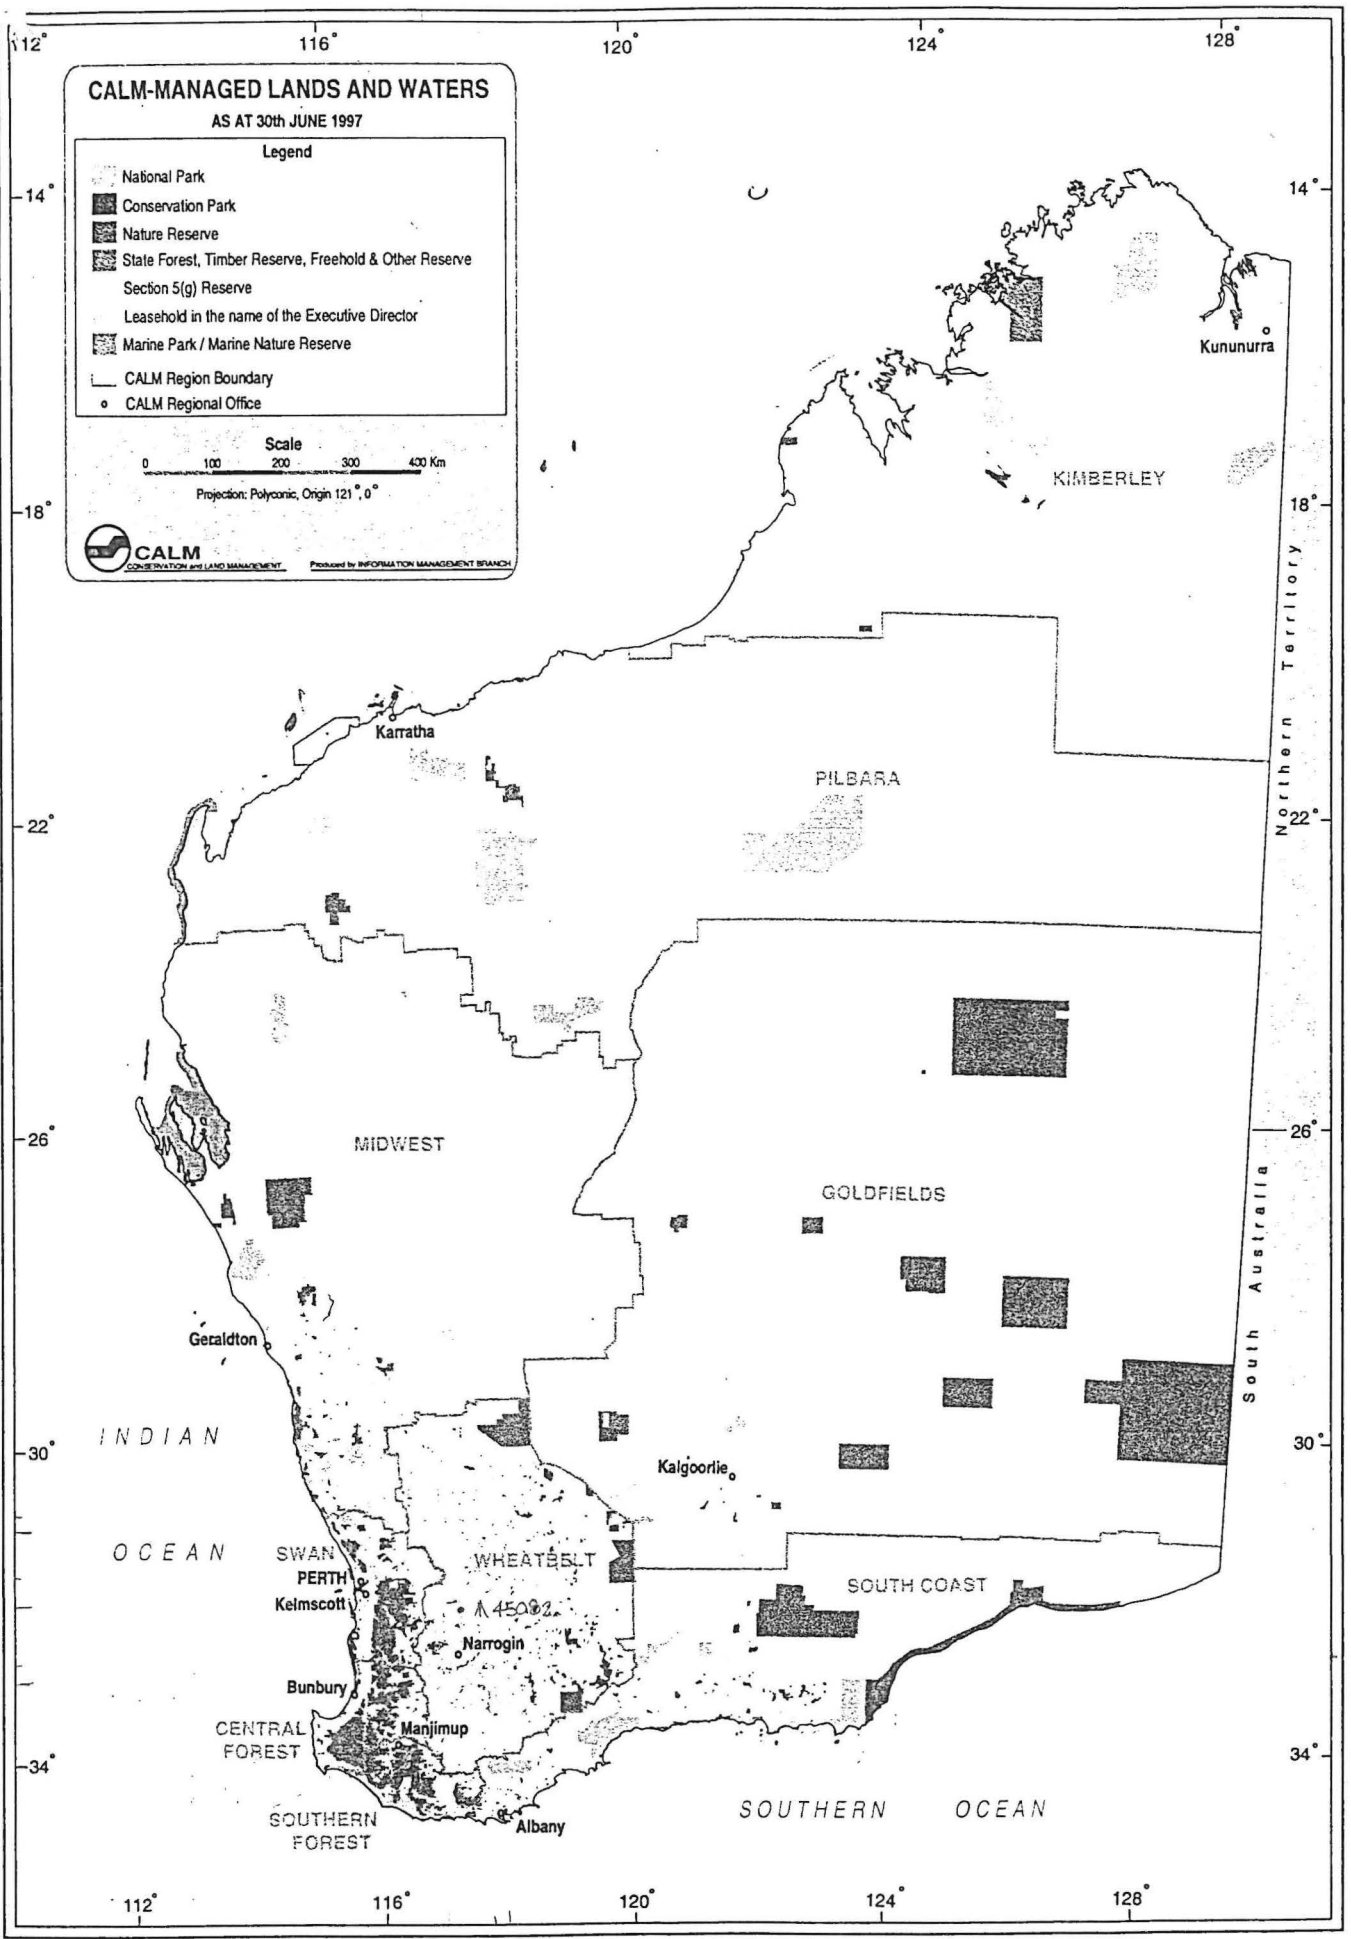 112° 116° 120° 124° 128°
CALM-MANAGED LANDS AND WATERS
AS AT 30th JUNE 1997
Legend
National Park
Conservation Park
Nature Reserve
State Forest, Timber Reserve, Freehold & Other Reserve
Section 5(g) Reserve
Leasehold in the name of the Executive Director
Marine Park / Marine Nature Reserve
CALM Region Boundary
CALM Regional Office
Scale
0 100 200 300 400 Km
Projection: Polyconic, Origin 121°, 0°
CALM
CONSERVATION and LAND MANAGEMENT Produced by INFORMATION MANAGEMENT BRANCH
14° 14°
Kununurra
KIMBERLEY
18° 18°
Northern Territory
Karratha
PILBARA
22° 22°
26° 26°
MIDWEST
GOLDFIELDS
South Australia
Geraldton
INDIAN
30° 30°
Kalgoorlie
OCEAN
SWAN
WHEATBELT
PERTH
SOUTH COAST
Kelmscott
45082
Narrogin
Bunbury
CENTRAL
FOREST
Manjimup
34° 34°
SOUTHERN OCEAN
SOUTHERN
FOREST
Albany
112° 116° 120° 124° 128°